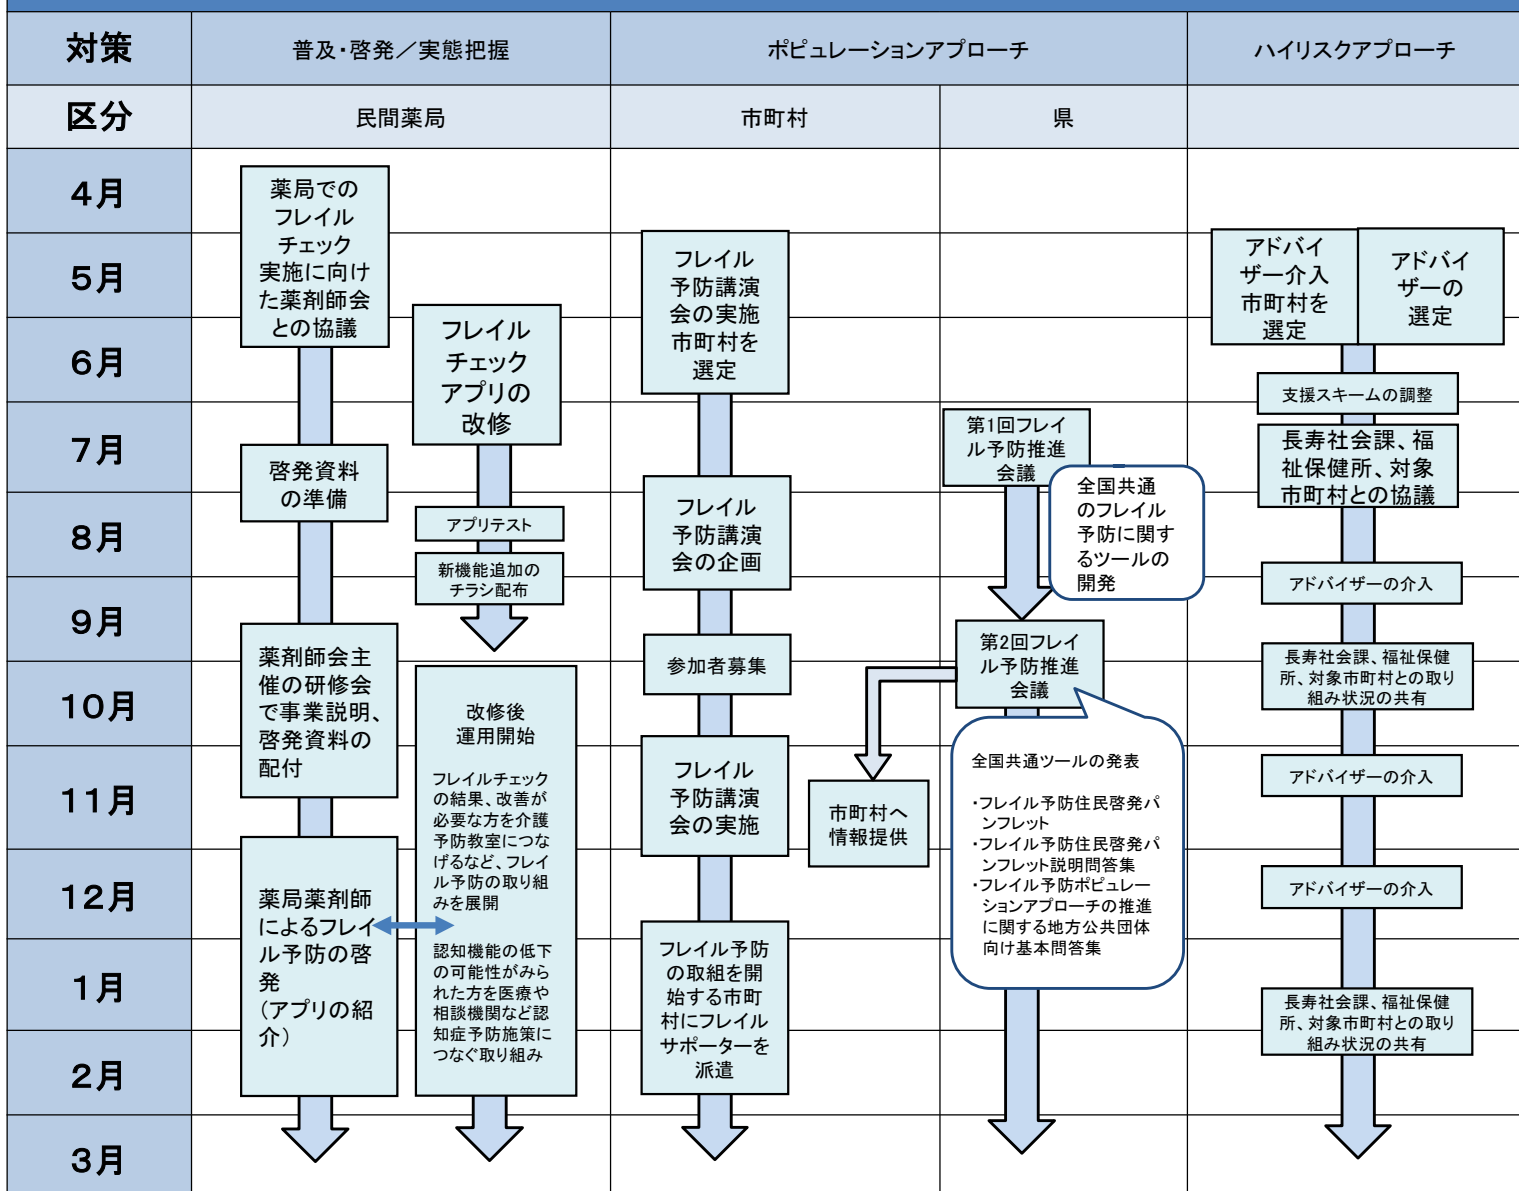 対策
普及・啓発／実態把握
ポピュレーションアプローチ
ハイリスクアプローチ
区分
民間薬局
市町村
県
4月
5月
6月
7月
8月
9月
10月
11月
12月
1月
2月
3月
薬局での
フレイル
チェック
実施に向け
た薬剤師会
との協議
啓発資料
の準備
薬剤師会主
催の研修会
で事業説明、
啓発資料の
配付
薬局薬剤師
によるフレイ
ル予防の啓
発
（アプリの紹
介）
フレイル
チェック
アプリの
改修
アプリテスト
新機能追加の
チラシ配布
改修後
運用開始
フレイルチェック
の結果、改善が
必要な方を介護
予防教室につな
げるなど、フレイ
ル予防の取り組
みを展開
認知機能の低下
の可能性がみら
れた方を医療や
相談機関など認
知症予防施策に
つなぐ取り組み
フレイル
予防講演
会の実施
市町村を
選定
フレイル
予防講演
会の企画
参加者募集
フレイル
予防講演
会の実施
フレイル予防
の取組を開
始する市町
村にフレイル
サポーターを
派遣
第1回フレイ
ル予防推進
会議
全国共通
のフレイル
予防に関す
るツールの
開発
第2回フレイ
ル予防推進
会議
市町村へ
情報提供
全国共通ツールの発表
・フレイル予防住民啓発パ
ンフレット
・フレイル予防住民啓発パ
ンフレット説明問答集
・フレイル予防ポピュレー
ションアプローチの推進
に関する地方公共団体
向け基本問答集
アドバイ
ザー介入
市町村を
選定
アドバイ
ザーの
選定
支援スキームの調整
長寿社会課、福
祉保健所、対象
市町村との協議
アドバイザーの介入
長寿社会課、福祉保健
所、対象市町村との取り
組み状況の共有
アドバイザーの介入
アドバイザーの介入
長寿社会課、福祉保健
所、対象市町村との取り
組み状況の共有